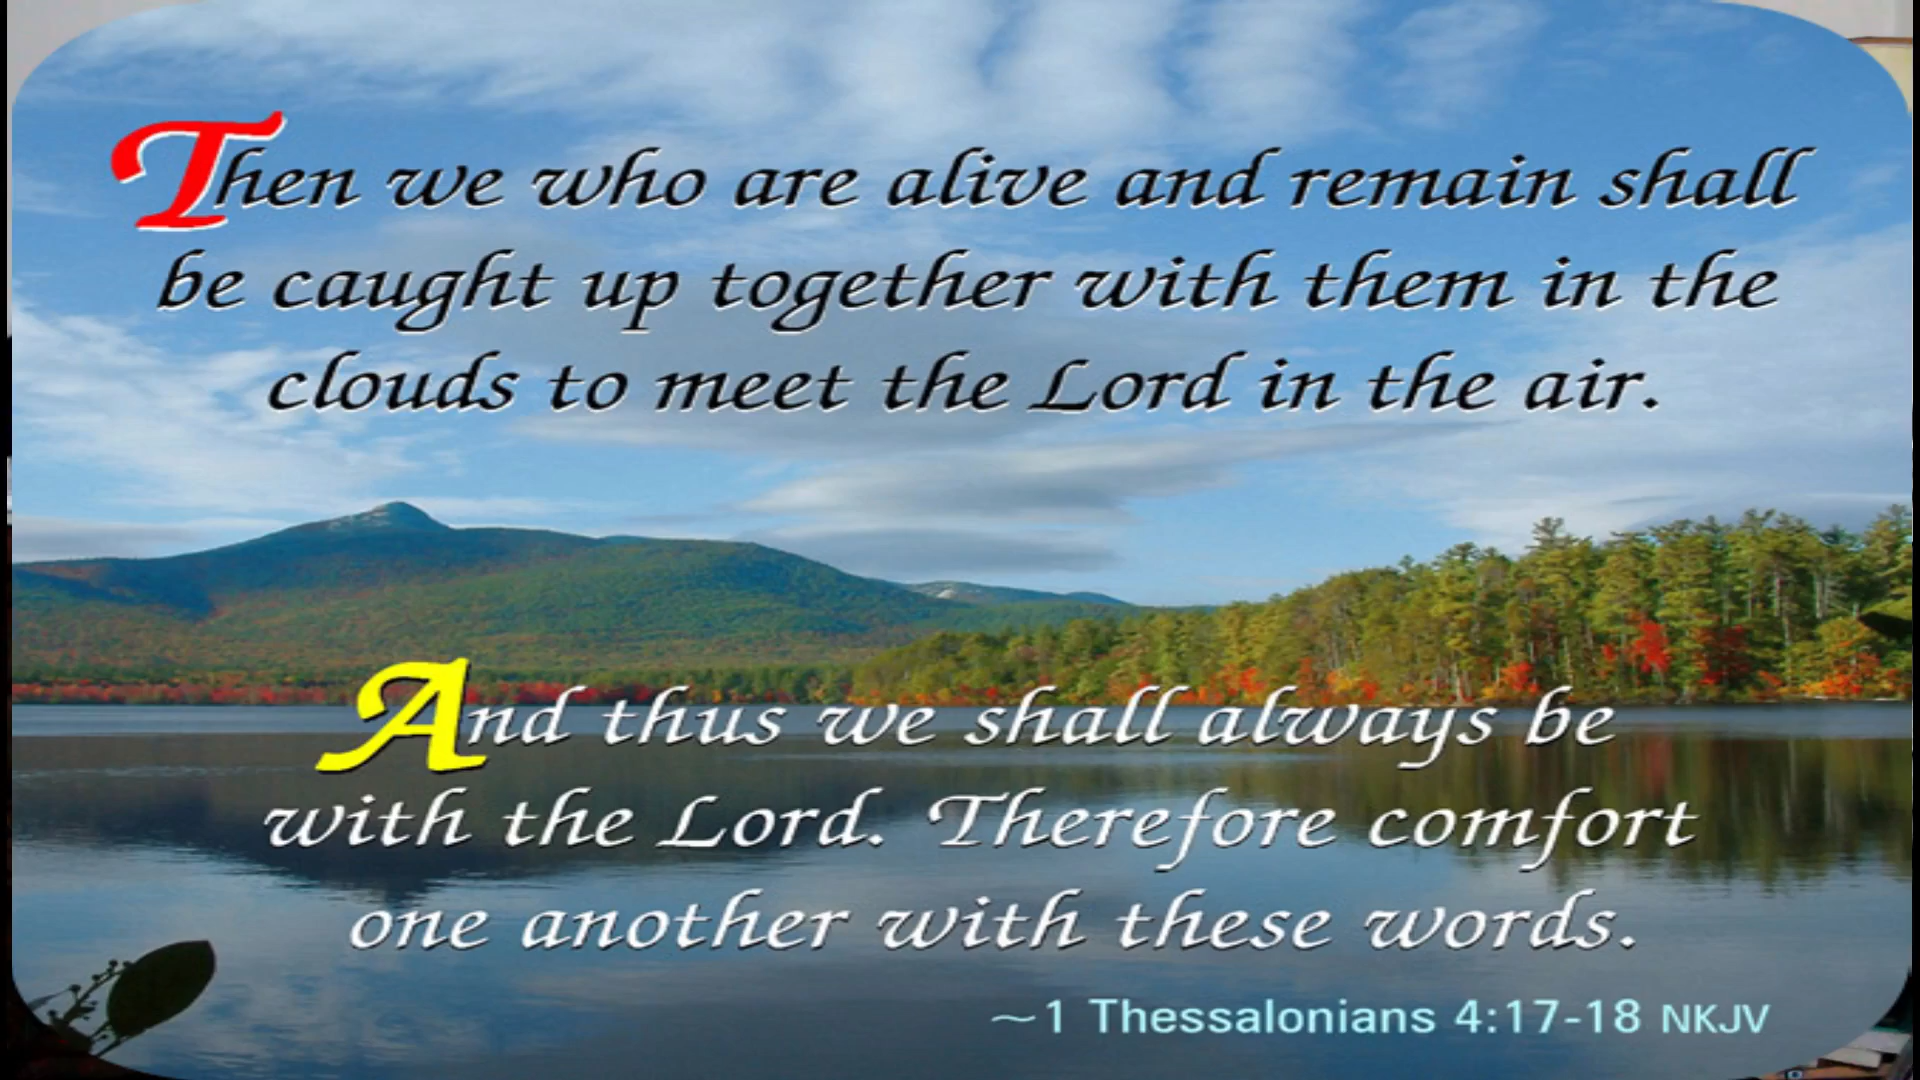 Then we who are alive and remain shall
be caught up together with them in the
clouds to meet the Lord in the air.
And thus we shall always be
with the Lord. Therefore comfort
one another with these words.
~1 Thessalonians 4:17-18 NKJV